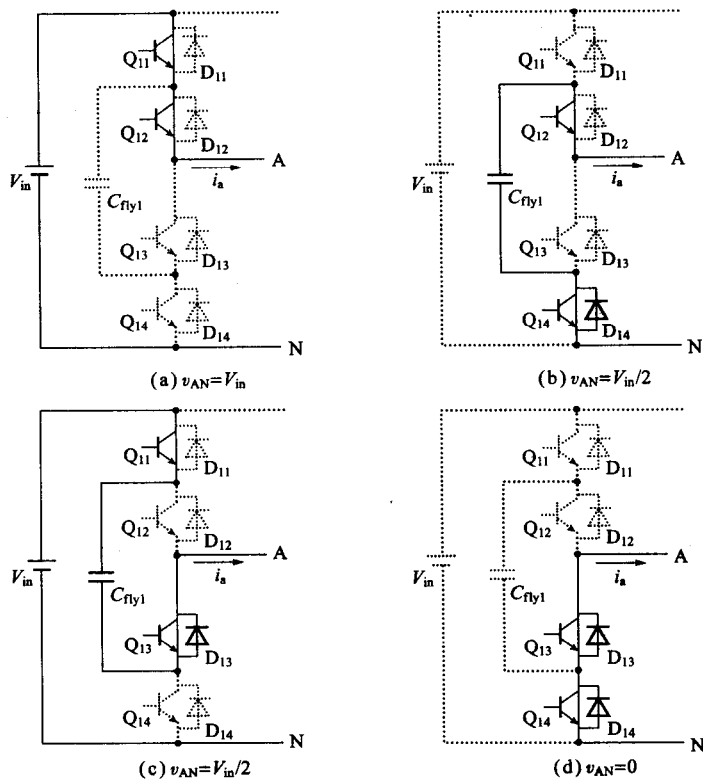 Q11
D11
Q12
D12
A
ia
Vin
Cfly1
Q13
D13
Q14
D14
N
(a) vAN=Vin
Q11
D11
Q12
D12
A
ia
Vin
Cfly1
Q13
D13
Q14
D14
N
(b) vAN=Vin/2
Q11
D11
Q12
D12
A
ia
Vin
Cfly1
Q13
D13
Q14
D14
N
(c) vAN=Vin/2
Q11
D11
Q12
D12
A
ia
Vin
Cfly1
Q13
D13
Q14
D14
N
(d) vAN=0